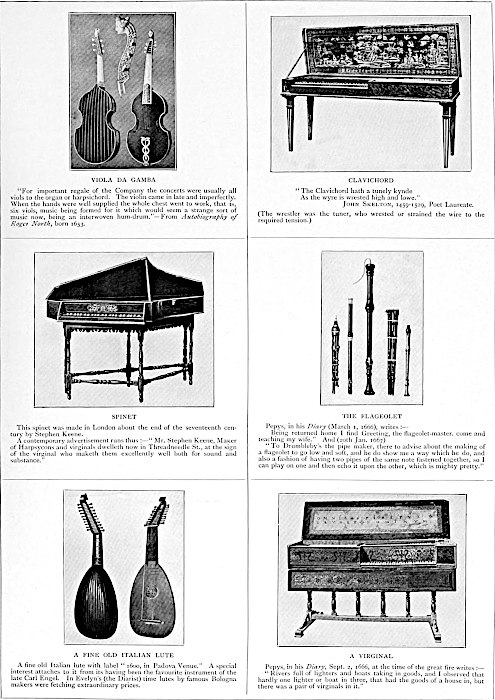 VIOLA DA GAMBA
"For important regale of the Company the concerts were usually all
viols to the organ or harpsichord. The violin came in late and imperfectly.
When the hands were well supplied the whole chest went to work, that is,
six viols, music being formed for it which would seem a strange sort of
music now, being an interwoven hum-drum."—From Autobiography of
Roger North, born 1653.
CLAVICHORD
"The Clavichord hath a tunely kynde
As the wyre is wrested high and lowe."
JOHN SKELTON, 1459-1529, Poet Laureate.
(The wrestler was the tuner, who wrested or strained the wire to the
required tension.)
SPINET
This spinet was made in London about the end of the seventeenth cen-
tury by Stephen Keene.
A contemporary advertisement runs thus :—"Mr. Stephen Keene, Maker
of Harpsycons and virginals dwelleth now in Threadneedle St., at the sign
of the virginal who maketh them excellently well both for sound and
substance."
THE FLAGEOLET
Pepys, in his Diary (March 1, 1666), writes :—
Being returned home I find Greeting, the flageolet-master, come and
teaching my wife." And (20th Jan. 1667)
"To Drumbleby's the pipe maker, there to advise about the making of
a flageolet to go low and soft, and he do show me a way which he do, and
also a fashion of having two pipes of the same note fastened together, so I
can play on one and then echo it upon the other, which is mighty pretty."
A FINE OLD ITALIAN LUTE
A fine old Italian lute with label "1600, in Padova Venue." A special
interest attaches to it from its having been the favourite instrument of the
late Carl Engel. In Evelyn's (the Diarist) time lutes by famous Bologna
makers were fetching extraordinary prices.
A VIRGINAL
Pepys, in his Diary, Sept. 2, 1666, at the time of the great fire writes :—
"Rivers full of lighters and boats taking in goods, and I observed that
hardly one lighter or boat in three, that had the goods of a house in, but
there was a pair of virginals in it."